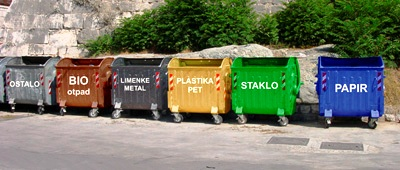 OSTALO
BIO
otpad
LIMENKE
METAL
PLASTIKA
PET
STAKLO
PAPIR